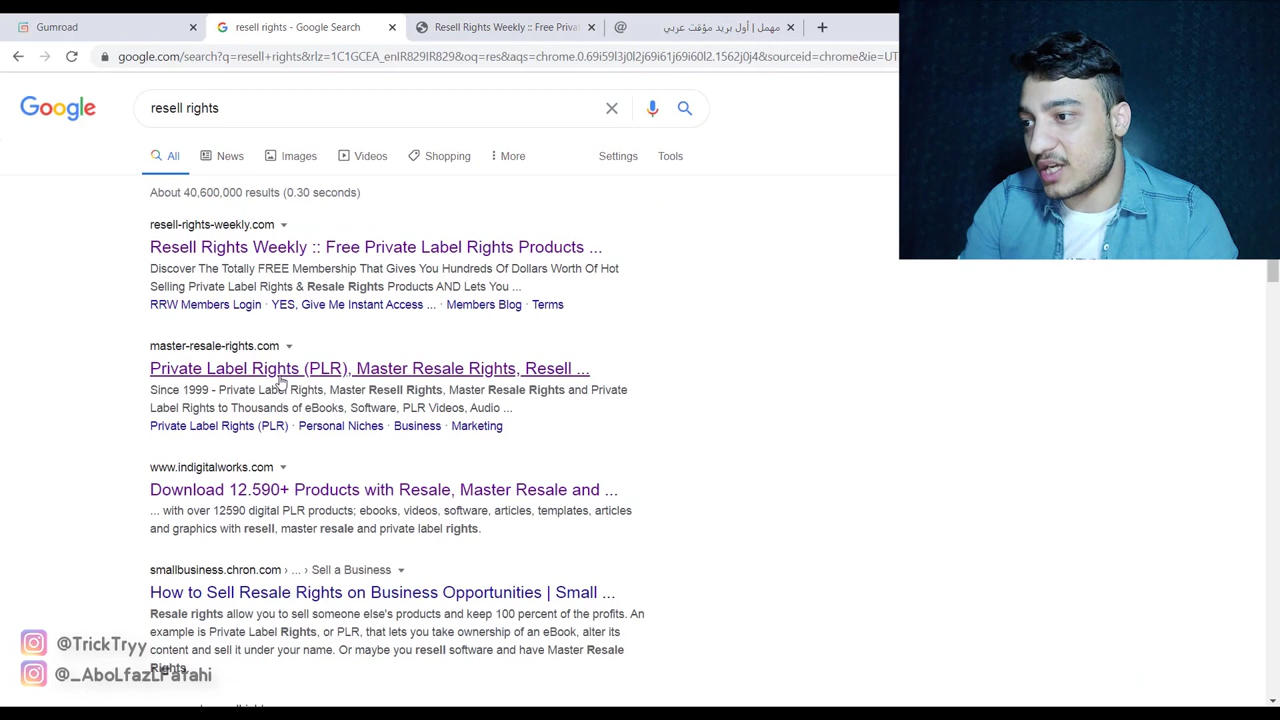 Gumroad
resell rights - Google Search
Resell Rights Weekly :: Free Privat
مهمل | أول بريد مؤقت عربي
google.com/search?q=resell+rights&rlz=1C1GCEA_enIR829IR829&oq=res&aqs=chrome.0.69i59l3j0l2j69i61j69i60l2.1562j0j4&sourceid=chrome&ie=UT
Google
resell rights
All
News
Images
Videos
Shopping
More
Settings
Tools
About 40,600,000 results (0.30 seconds)
resell-rights-weekly.com
Resell Rights Weekly :: Free Private Label Rights Products ...
Discover The Totally FREE Membership That Gives You Hundreds Of Dollars Worth Of Hot
Selling Private Label Rights & Resale Rights Products AND Lets You ...
RRW Members Login · YES, Give Me Instant Access ... · Members Blog · Terms
master-resale-rights.com
Private Label Rights (PLR), Master Resale Rights, Resell ...
Since 1999 - Private Label Rights, Master Resell Rights, Master Resale Rights and Private
Label Rights to Thousands of eBooks, Software, PLR Videos, Audio ...
Private Label Rights (PLR) · Personal Niches · Business · Marketing
www.indigitalworks.com
Download 12.590+ Products with Resale, Master Resale and ...
... with over 12590 digital PLR products; ebooks, videos, software, articles, templates, articles
and graphics with resell, master resale and private label rights.
smallbusiness.chron.com › ... › Sell a Business
How to Sell Resale Rights on Business Opportunities | Small ...
Resale rights allow you to sell someone else's products and keep 100 percent of the profits. An
example is Private Label Rights, or PLR, that lets you take ownership of an eBook, alter its
content and sell it under your name. Or maybe you resell software and have Master Resale
Rights.
@TrickTryy
@_AboLfazLFatahi